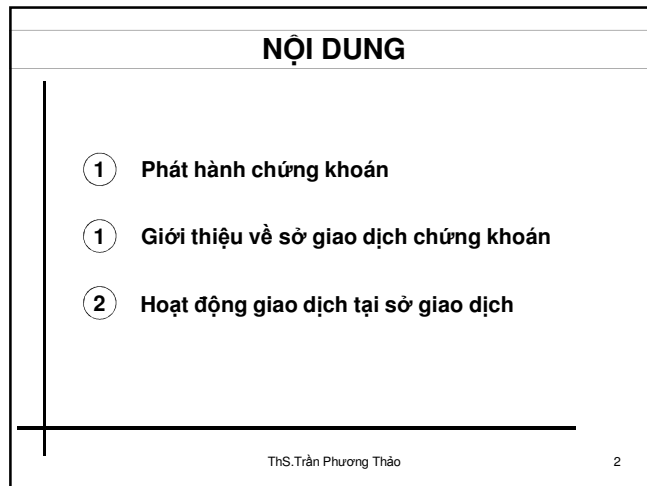 NỘI DUNG
1 Phát hành chứng khoán
1 Giới thiệu về sở giao dịch chứng khoán
2 Hoạt động giao dịch tại sở giao dịch
ThS.Trần Phương Thảo 2